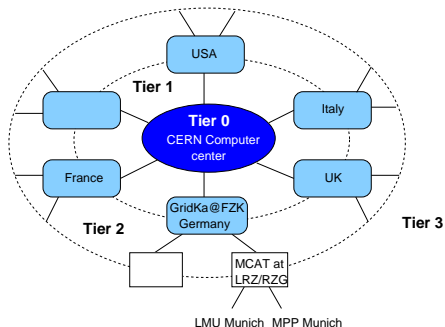 USA
Tier 1
Tier 0
CERN Computer
center
Italy
France
UK
GridKa@FZK
Germany
Tier 2
Tier 3
MCAT at
LRZ/RZG
LMU Munich MPP Munich